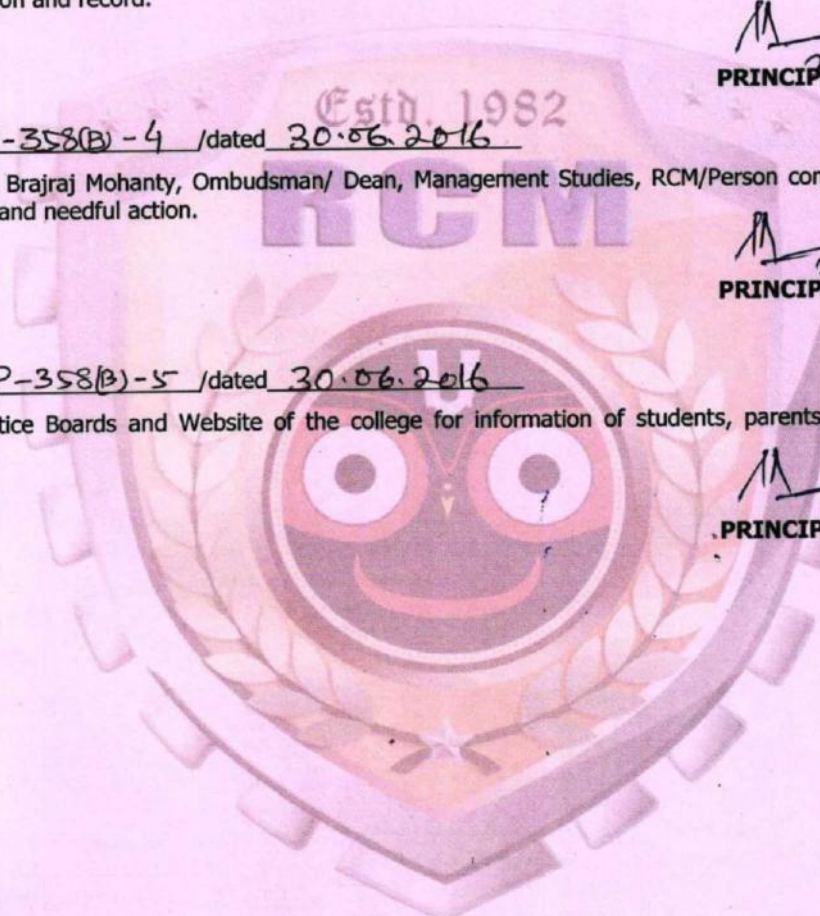 on and record.
PRINCIP
Estd. 1982
-358(B)-4 /dated 30.06.2016
Brajraj Mohanty, Ombudsman/ Dean, Management Studies, RCM/Person con
and needful action.
RCM
PRINCIP
P-358(B)-5 /dated 30.06.2016
U
tice Boards and Website of the college for information of students, parents
PRINCIP